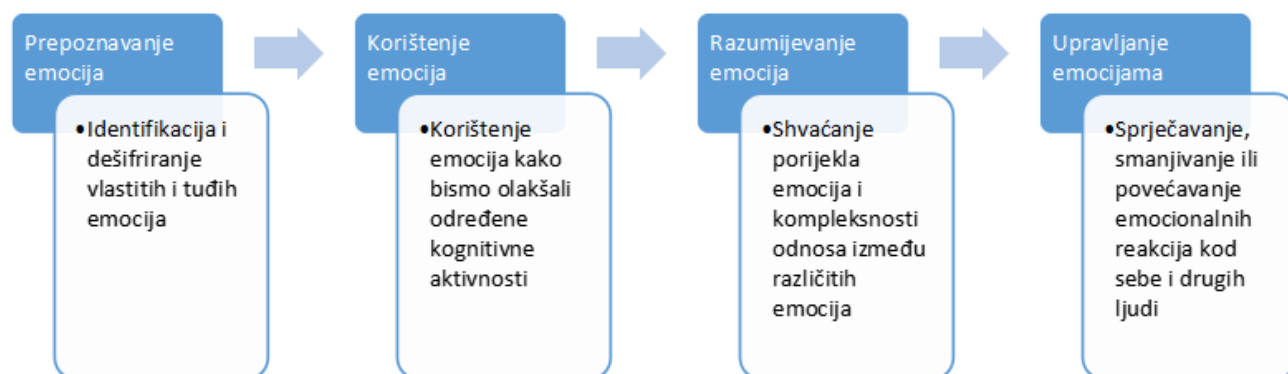 Prepoznavanje
emocija
•Identifikacija i
dešifriranje
vlastitih i tuđih
emocija
Korištenje
emocija
•Korištenje
emocija kako
bismo olakšali
određene
kognitivne
aktivnosti
Razumijevanje
emocija
•Shvaćanje
porijekla
emocija i
kompleksnosti
odnosa između
različitih
emocija
Upravljanje
emocijama
•Sprječavanje,
smanjivanje ili
povećavanje
emocionalnih
reakcija kod
sebe i drugih
ljudi